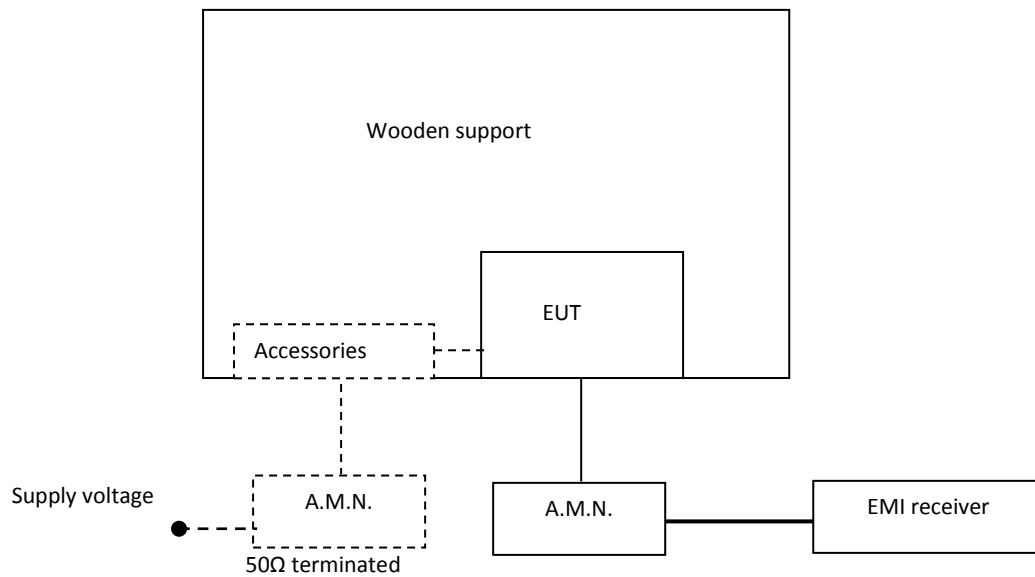 Wooden support
EUT
Accessories
Supply voltage
A.M.N.
A.M.N.
EMI receiver
50Ω terminated